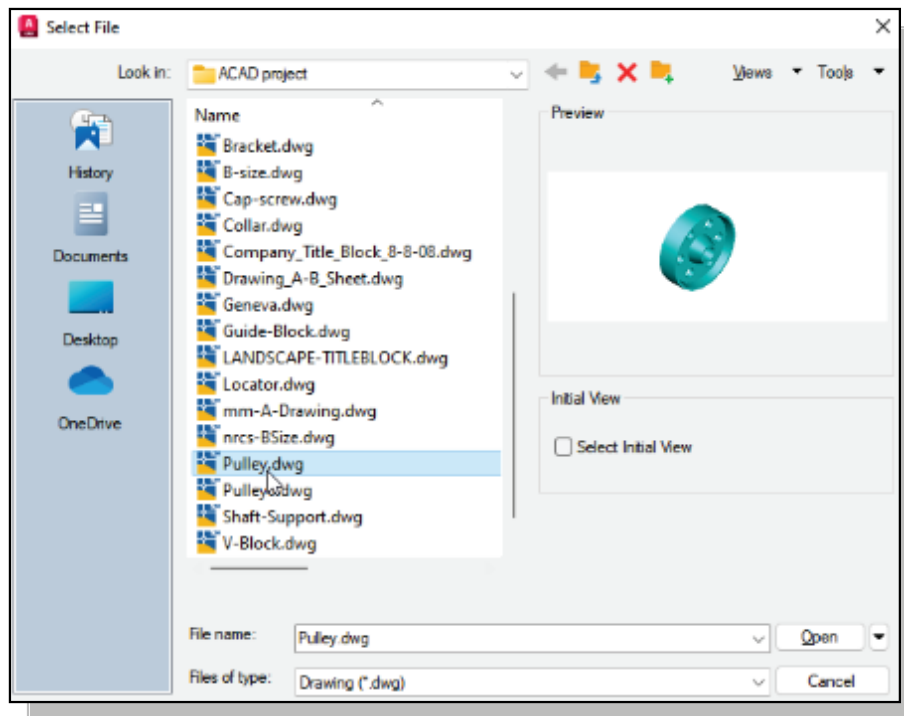 Select File
Look in: ACAD project Views Tools
History
Documents
Desktop
OneDrive
Name
Bracket.dwg
B-size.dwg
Cap-screw.dwg
Collar.dwg
Company_Title_Block_8-8-08.dwg
Drawing_A-B_Sheet.dwg
Geneva.dwg
Guide-Block.dwg
LANDSCAPE-TITLEBLOCK.dwg
Locator.dwg
mm-A-Drawing.dwg
nrcs-BSize.dwg
Pulley.dwg
Shaft-Support.dwg
V-Block.dwg
Preview
Initial View
Select Initial View
File name: Pulley.dwg Open
Files of type: Drawing (*.dwg) Cancel